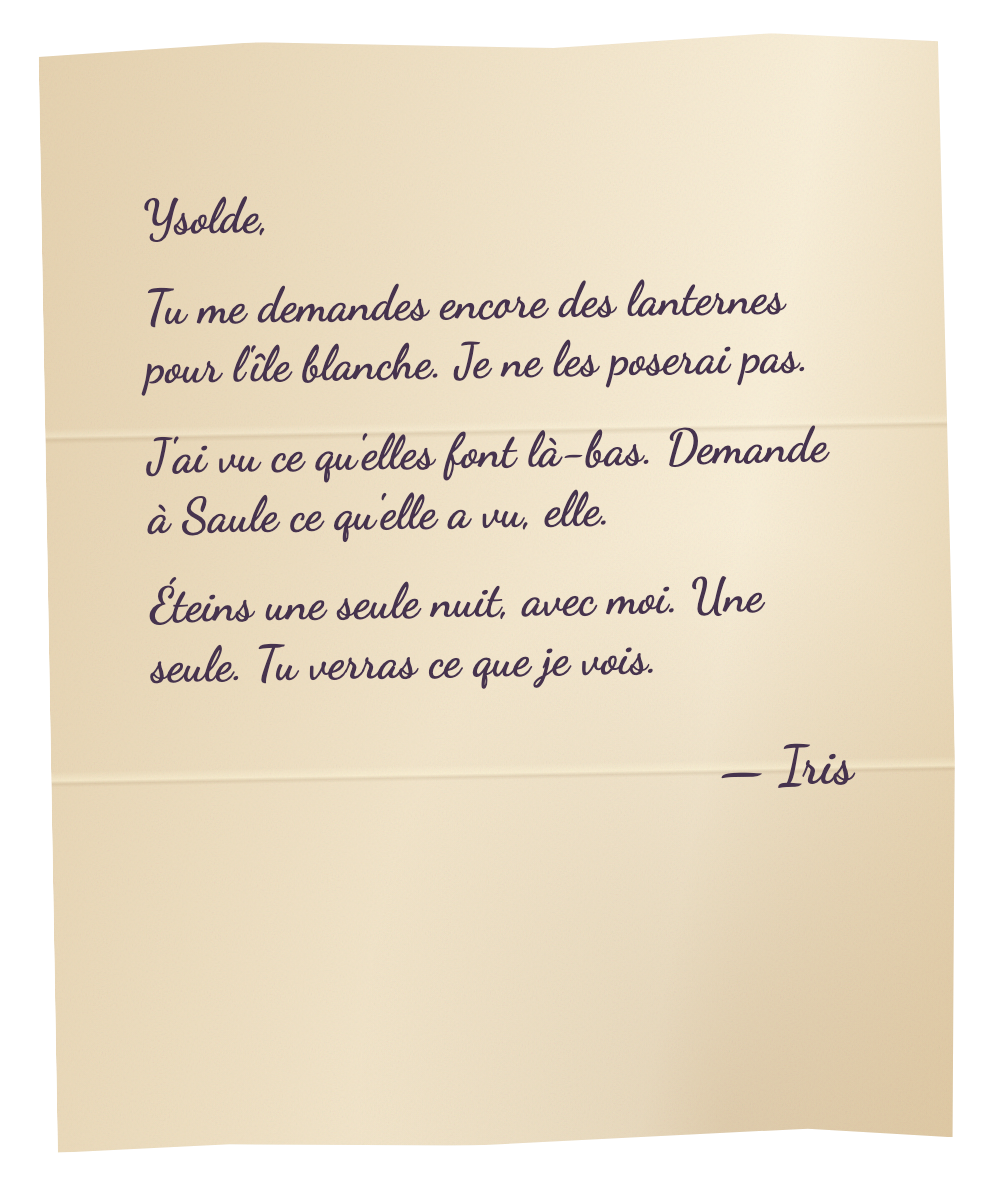 Ysolde,
Tu me demandes encore des lanternes
pour l'île blanche. Je ne les poserai pas.
J'ai vu ce qu'elles font là-bas. Demande
à Saule ce qu'elle a vu, elle.
Éteins une seule nuit, avec moi. Une
seule. Tu verras ce que je vois.
— Iris